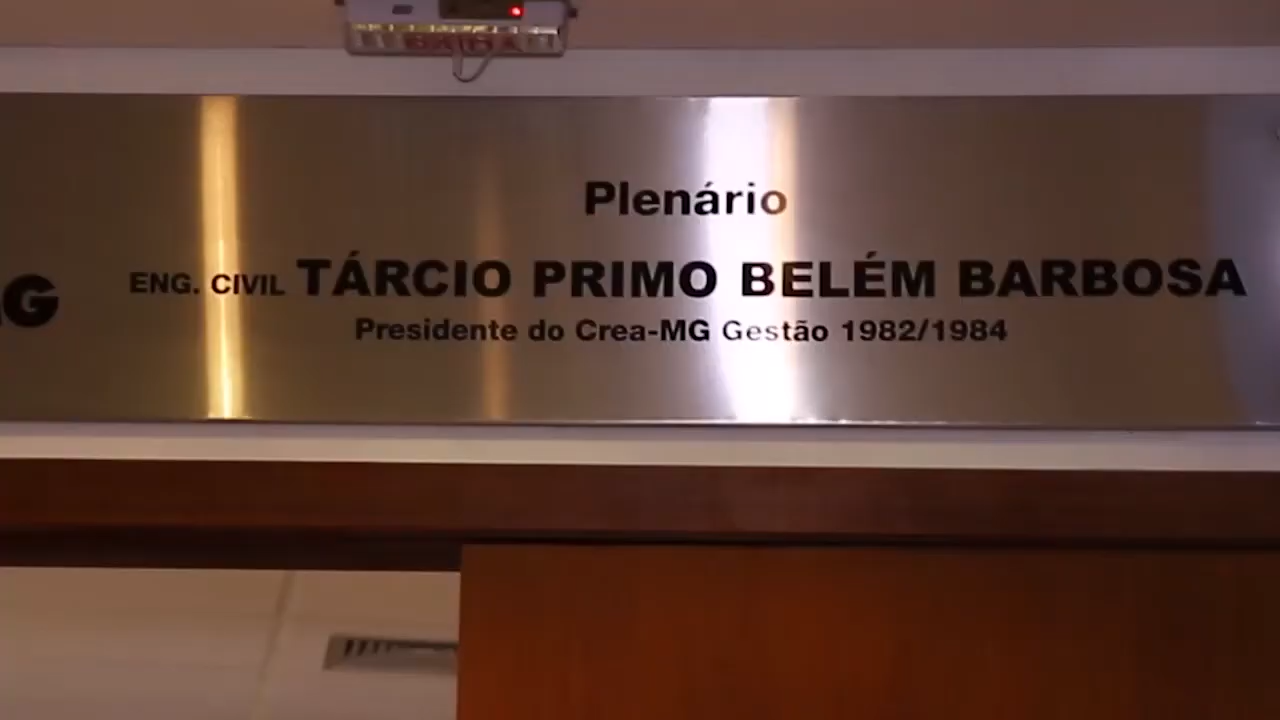 Plenário
ENG. CIVIL TÁRCIO PRIMO BELÉM BARBOSA
G
Presidente do Crea-MG Gestão 1982/1984